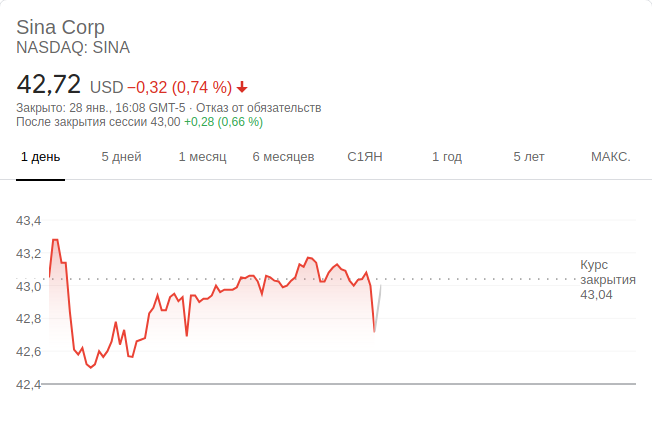 Sina Corp
NASDAQ: SINA
42,72 USD −0,32 (0,74 %)
Закрыто: 28 янв., 16:08 GMT-5 · Отказ от обязательств
После закрытия сессии 43,00 +0,28 (0,66 %)
1 день 5 дней 1 месяц 6 месяцев С1ЯН 1 год 5 лет МАКС.
43,4
43,2
43,0
42,8
42,6
42,4
Курс
закрытия
43,04